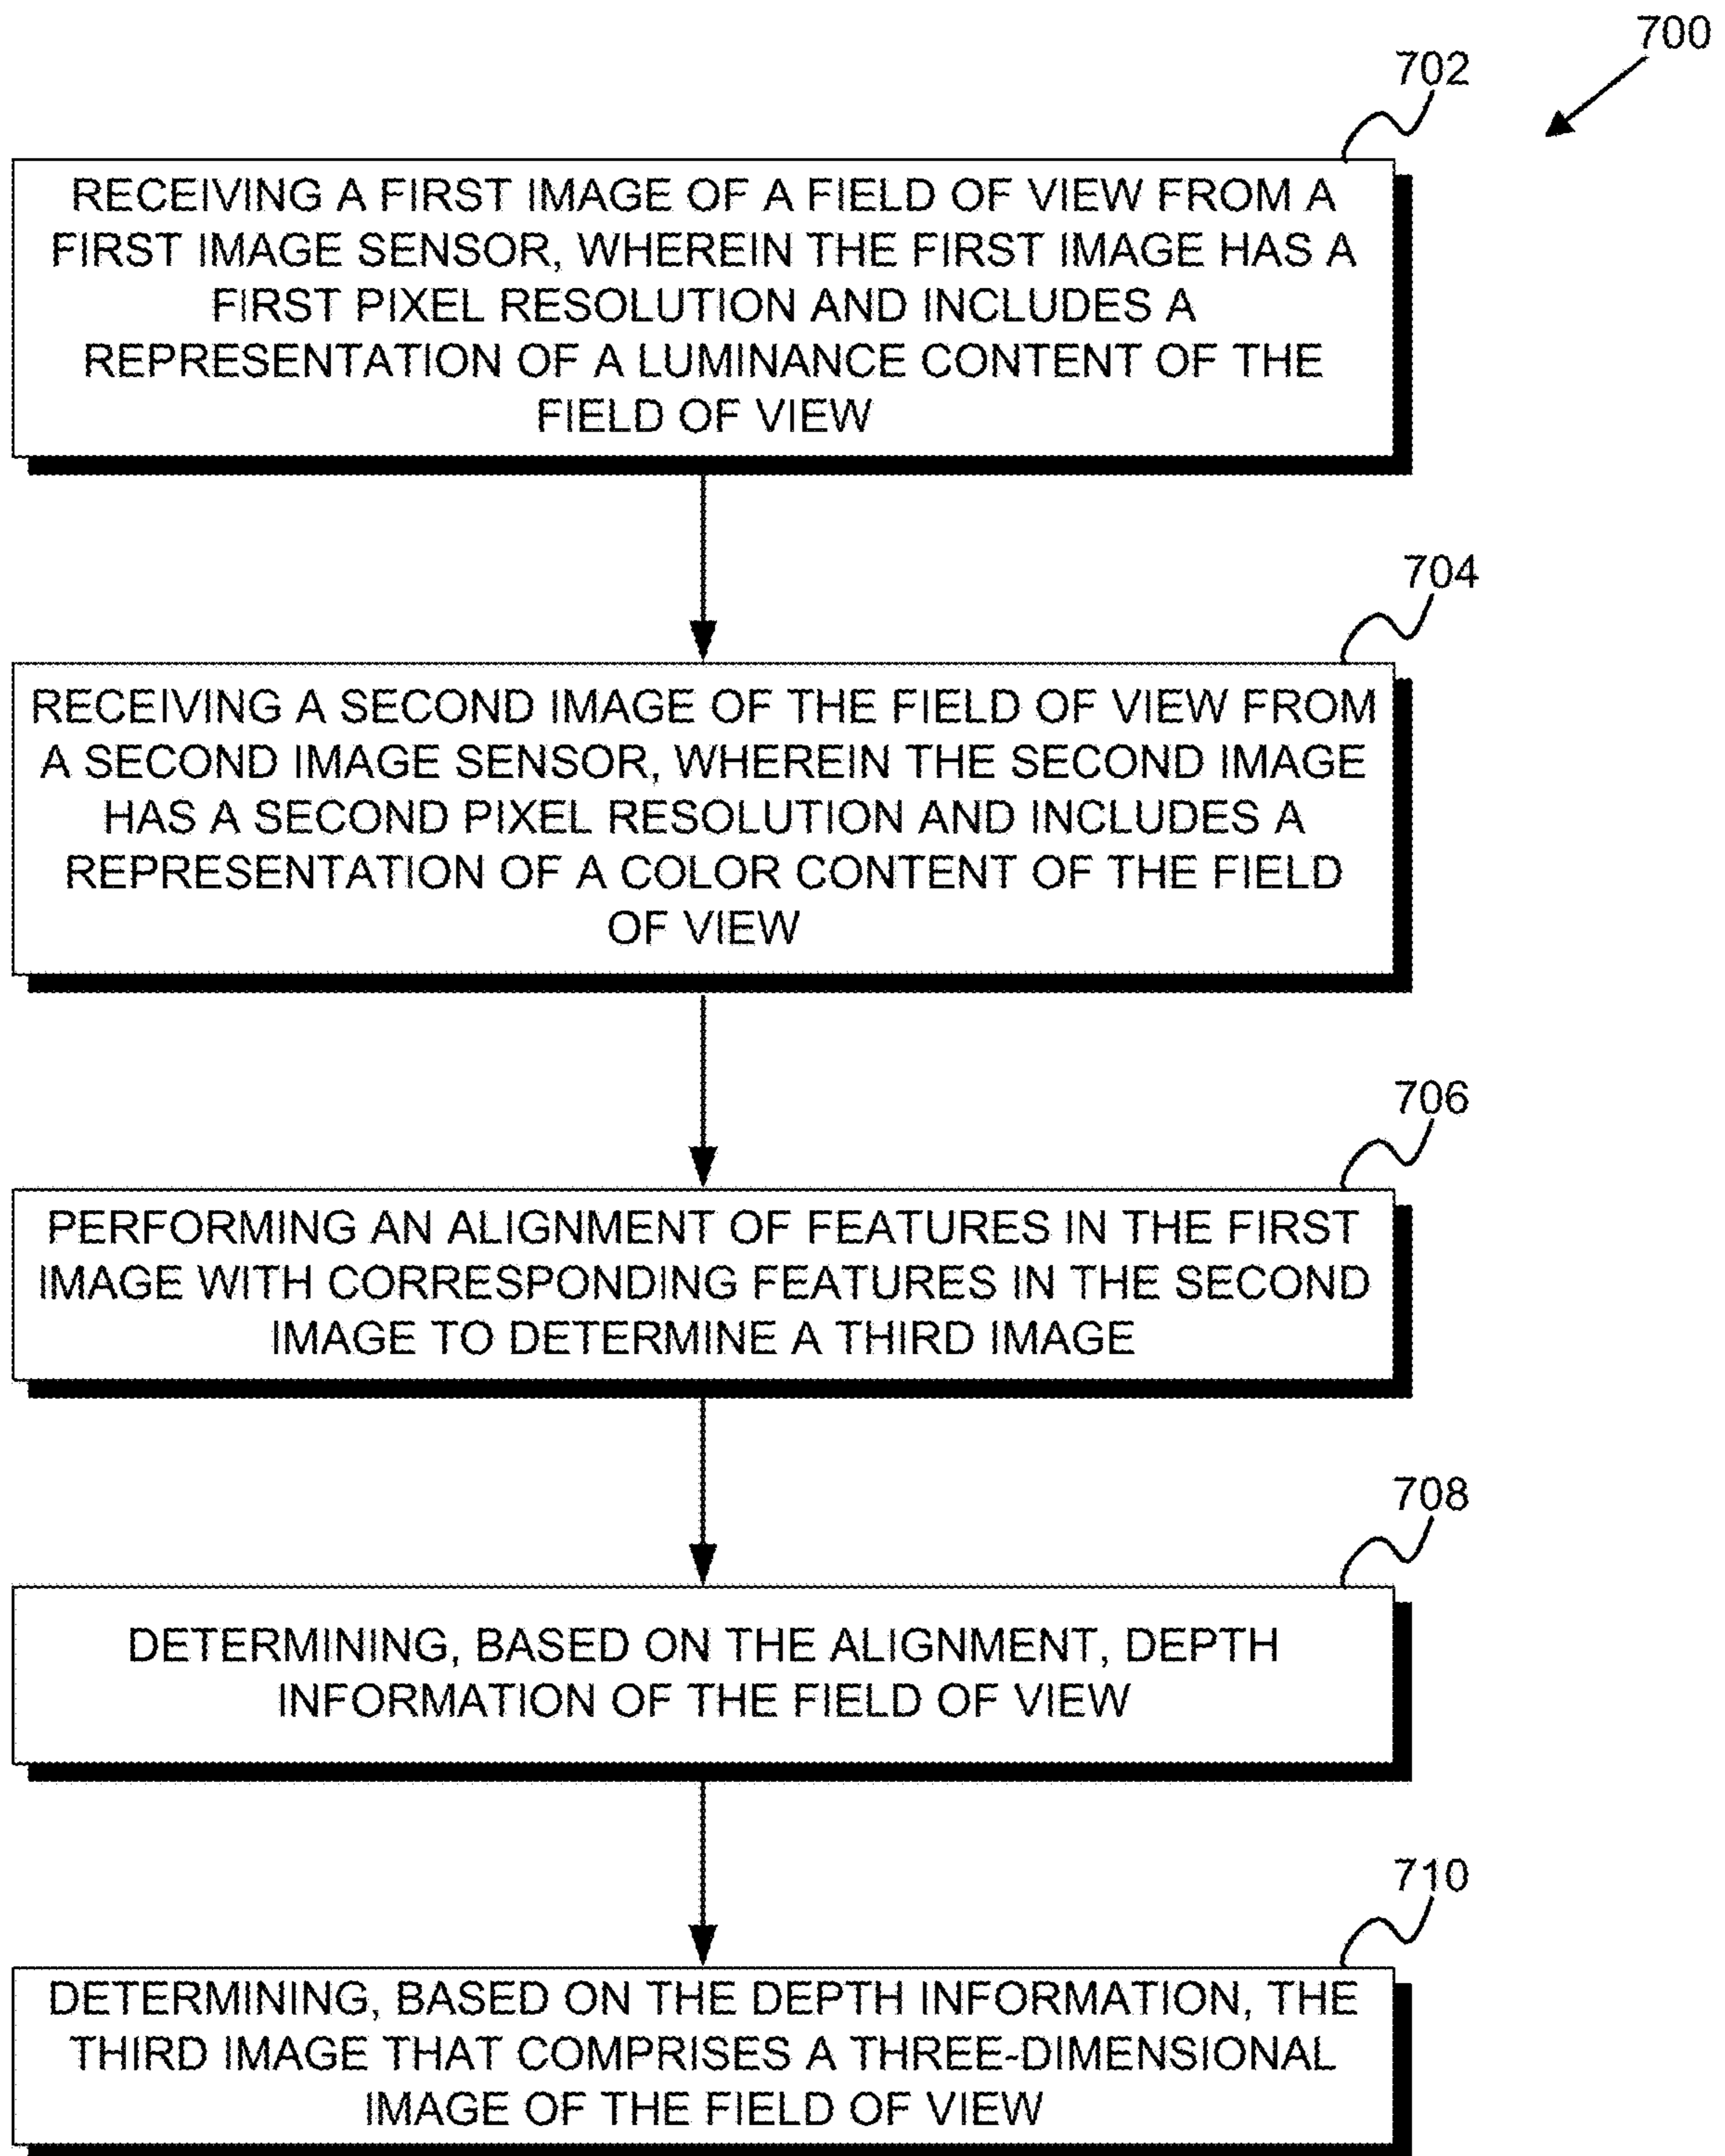 700
702
RECEIVING A FIRST IMAGE OF A FIELD OF VIEW FROM A
FIRST IMAGE SENSOR, WHEREIN THE FIRST IMAGE HAS A
FIRST PIXEL RESOLUTION AND INCLUDES A
REPRESENTATION OF A LUMINANCE CONTENT OF THE
FIELD OF VIEW
704
RECEIVING A SECOND IMAGE OF THE FIELD OF VIEW FROM
A SECOND IMAGE SENSOR, WHEREIN THE SECOND IMAGE
HAS A SECOND PIXEL RESOLUTION AND INCLUDES A
REPRESENTATION OF A COLOR CONTENT OF THE FIELD
OF VIEW
706
PERFORMING AN ALIGNMENT OF FEATURES IN THE FIRST
IMAGE WITH CORRESPONDING FEATURES IN THE SECOND
IMAGE TO DETERMINE A THIRD IMAGE
708
DETERMINING, BASED ON THE ALIGNMENT, DEPTH
INFORMATION OF THE FIELD OF VIEW
710
DETERMINING, BASED ON THE DEPTH INFORMATION, THE
THIRD IMAGE THAT COMPRISES A THREE-DIMENSIONAL
IMAGE OF THE FIELD OF VIEW